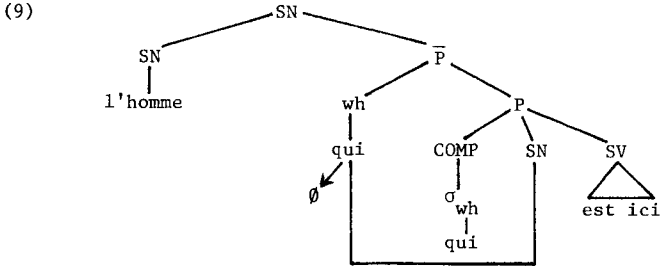 (9)
SN
SN P̅
l'homme
wh P
qui COMP SN SV
ø σ
wh est ici
qui